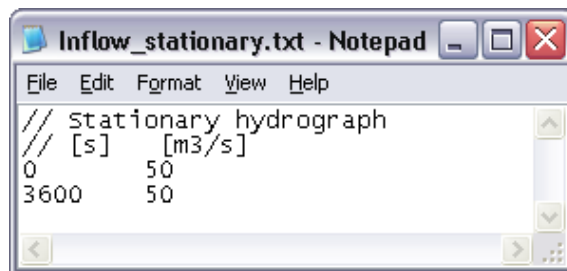 Inflow_stationary.txt - Notepad
File Edit Format View Help
// Stationary hydrograph
// [s] [m3/s]
0 50
3600 50